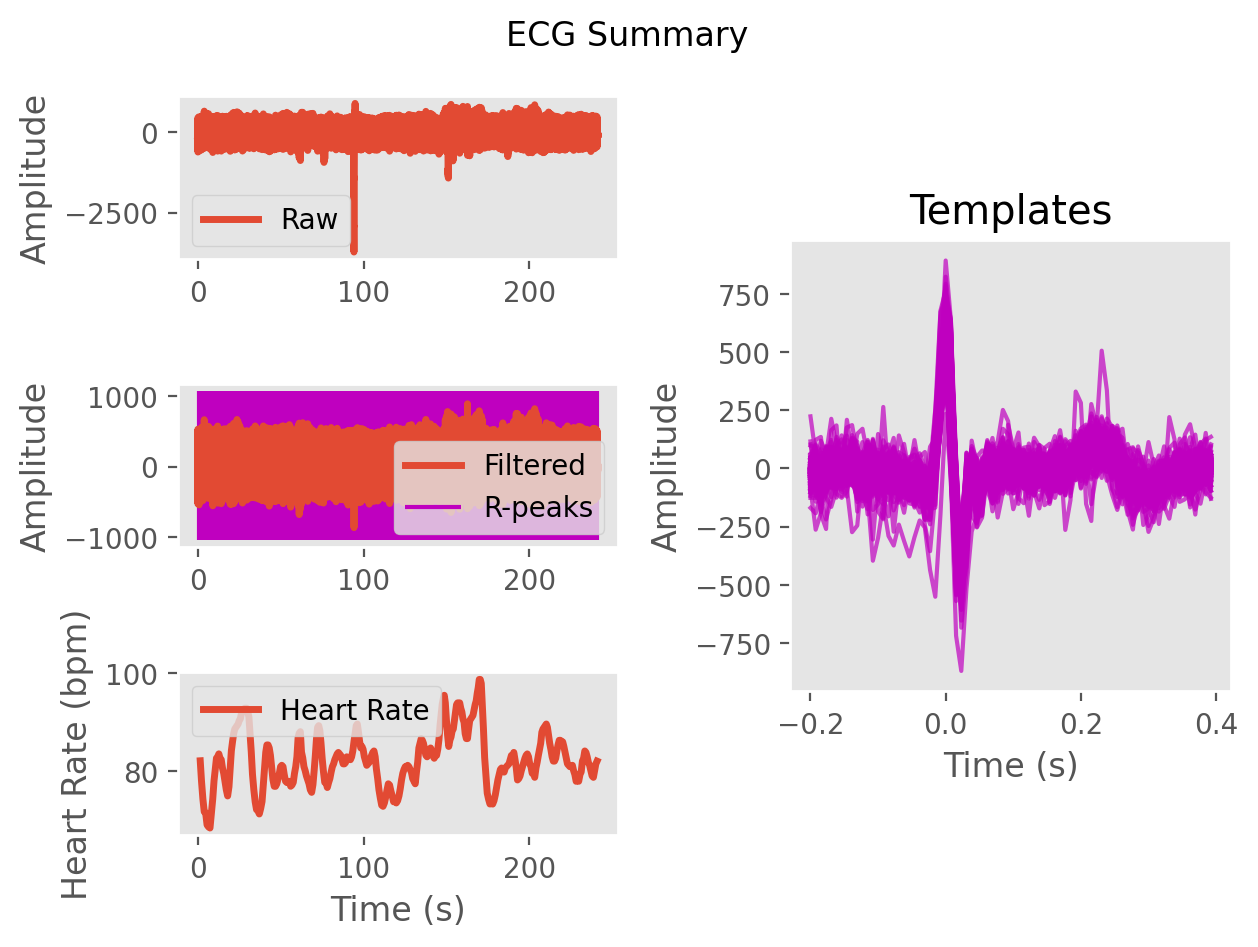 ECG Summary
Amplitude
0
−2500
Raw
0
100
200
Amplitude
1000
0
−1000
Filtered
R-peaks
0
100
200
Heart Rate (bpm)
100
80
Heart Rate
0
100
200
Time (s)
Templates
Amplitude
750
500
250
0
−250
−500
−750
−0.2
0.0
0.2
0.4
Time (s)